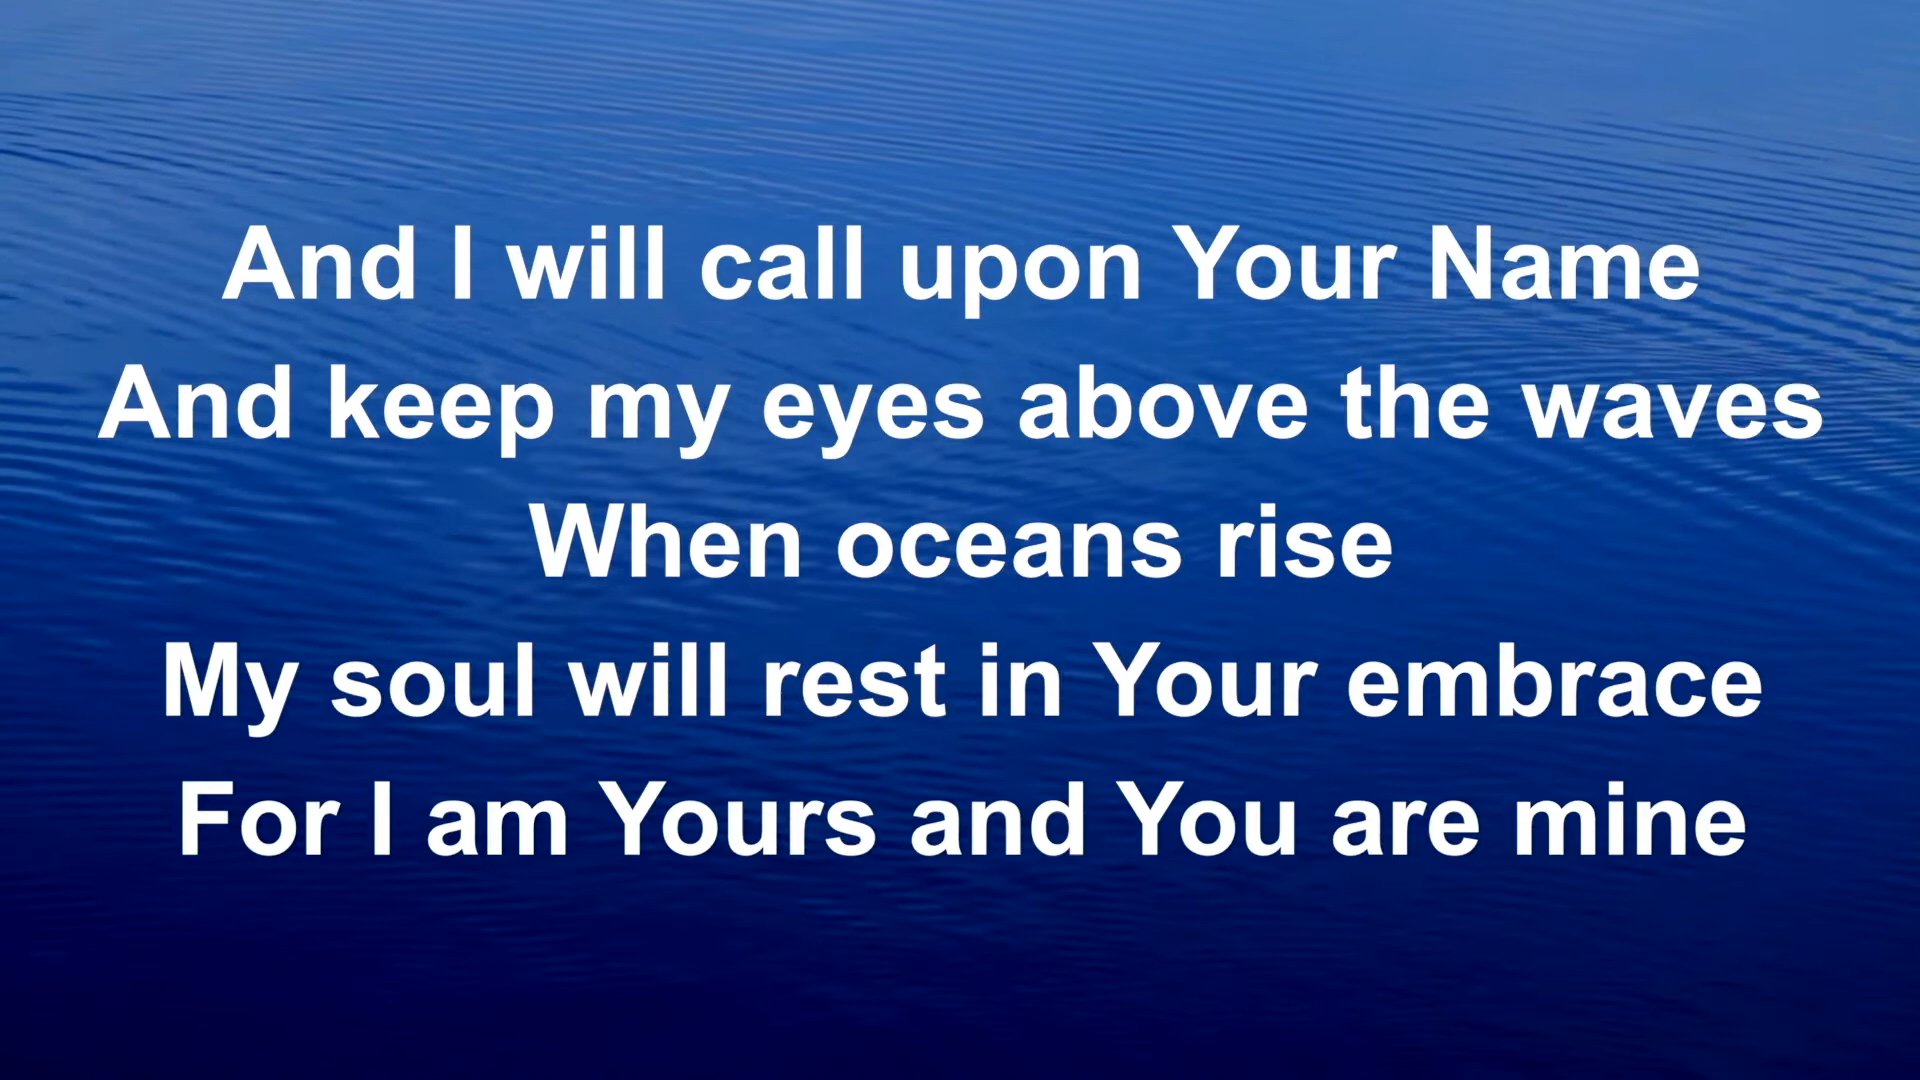 And I will call upon Your Name
And keep my eyes above the waves
When oceans rise
My soul will rest in Your embrace
For I am Yours and You are mine